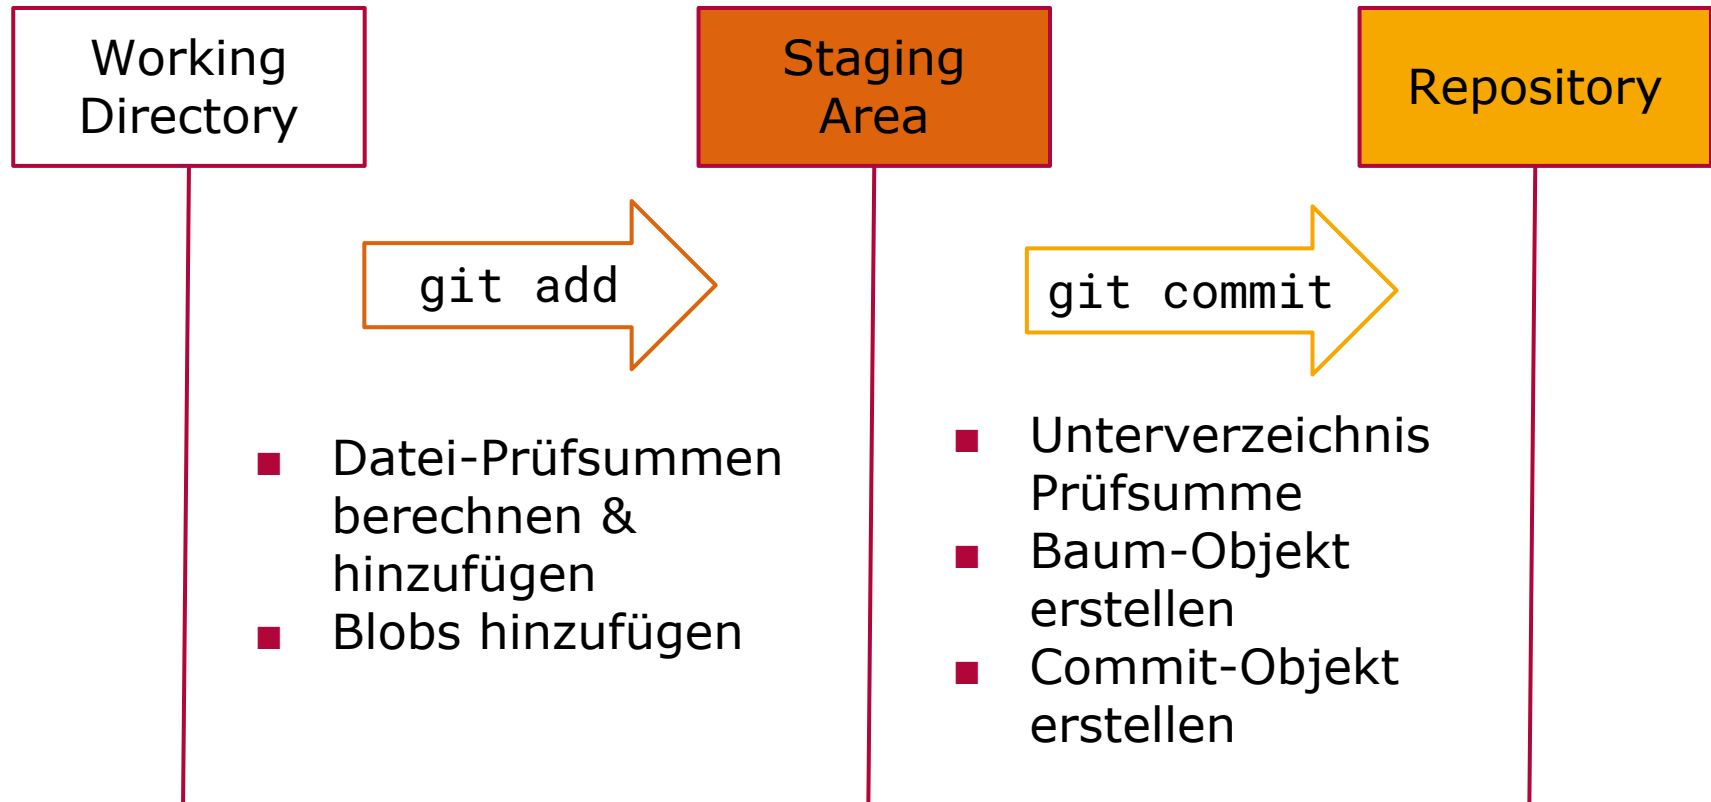 Working
Directory
Staging
Area
Repository
git add
git commit
■ Datei-Prüfsummen
berechnen &
hinzufügen
■ Blobs hinzufügen
■ Unterverzeichnis
Prüfsumme
■ Baum-Objekt
erstellen
■ Commit-Objekt
erstellen